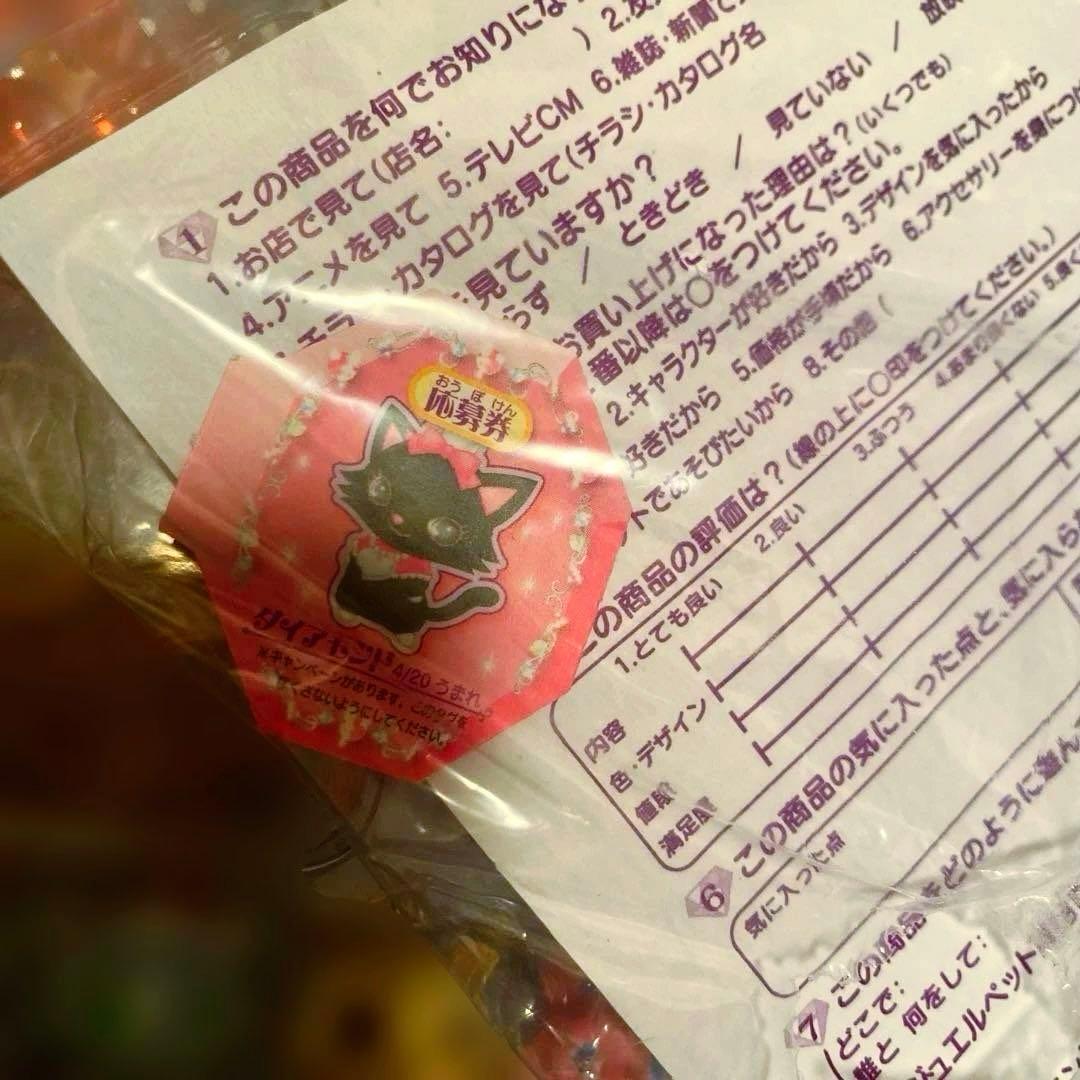 1 この商品を何でお知りにな
1.お店で見て(店名: ) 2.友
4.アニメを見て 5.テレビCM 6.雑誌・新聞で
カタログを見て(チラシ・カタログ名
見ていますか?
らず / ときどき / 見ていない / 放
お買い上げになった理由は?(いくつでも)
番以降は○をつけてください。
2.キャラクターが好きだから 3.デザインを気に入ったから
好きだから 5.価格が手頃だから 6.アクセサリーを身につ
トであそびたいから 8.その他(
この商品の評価は?(線の上に○印をつけてください。)
1.とても良い 2.良い 3.ふつう 4.あまり良くない 5.良く
内容
色・デザイン
値段
満足度
6 この商品の気に入った点と、気に入ら
気に入った点
7 この商品をどのように遊ん
どこで:
誰と 何をして:
ジュエルペット
おうぼけん
応募券
ダイアナ
4/20 うまれ。
※キャンペーンがあります。このタグを
なくさないようにしてください。